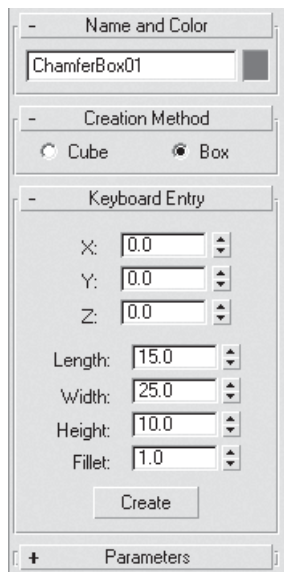 - Name and Color
ChamferBox01
- Creation Method
Cube Box
- Keyboard Entry
X: 0.0
Y: 0.0
Z: 0.0
Length: 15.0
Width: 25.0
Height: 10.0
Fillet: 1.0
Create
+ Parameters